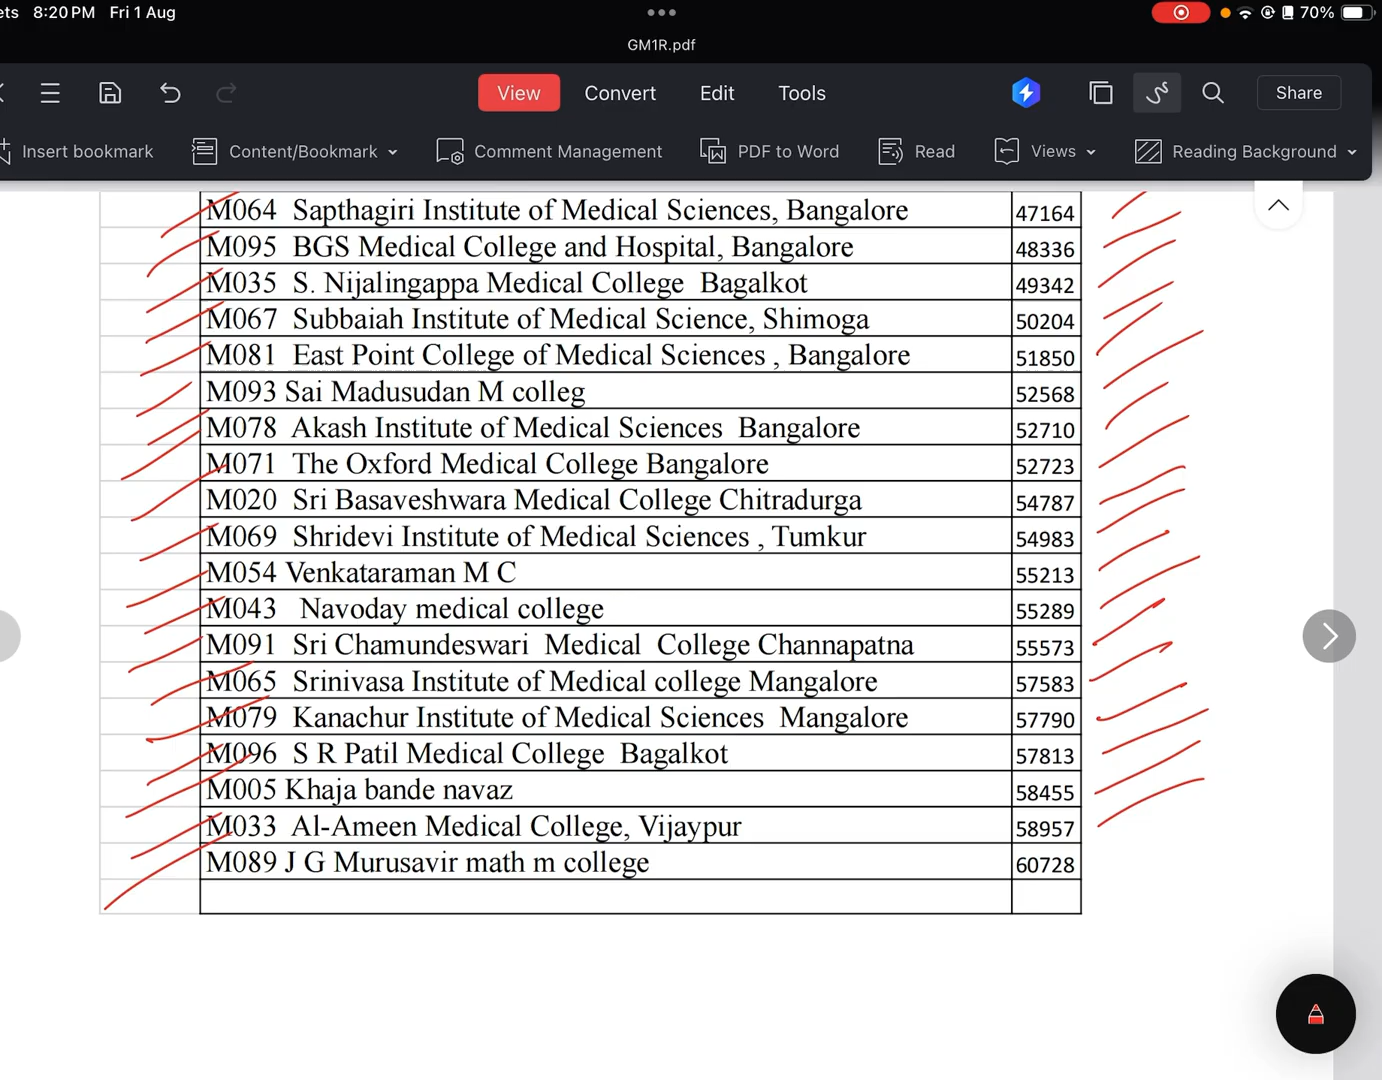 ets 8:20 PM Fri 1 Aug
70%
GM1R.pdf
View Convert Edit Tools Share
Insert bookmark Content/Bookmark Comment Management PDF to Word Read Views Reading Background
M064 Sapthagiri Institute of Medical Sciences, Bangalore 47164
M095 BGS Medical College and Hospital, Bangalore 48336
M035 S. Nijalingappa Medical College Bagalkot 49342
M067 Subbaiah Institute of Medical Science, Shimoga 50204
M081 East Point College of Medical Sciences , Bangalore 51850
M093 Sai Madusudan M colleg 52568
M078 Akash Institute of Medical Sciences Bangalore 52710
M071 The Oxford Medical College Bangalore 52723
M020 Sri Basaveshwara Medical College Chitradurga 54787
M069 Shridevi Institute of Medical Sciences , Tumkur 54983
M054 Venkataraman M C 55213
M043 Navoday medical college 55289
M091 Sri Chamundeswari Medical College Channapatna 55573
M065 Srinivasa Institute of Medical college Mangalore 57583
M079 Kanachur Institute of Medical Sciences Mangalore 57790
M096 S R Patil Medical College Bagalkot 57813
M005 Khaja bande navaz 58455
M033 Al-Ameen Medical College, Vijaypur 58957
M089 J G Murusavir math m college 60728